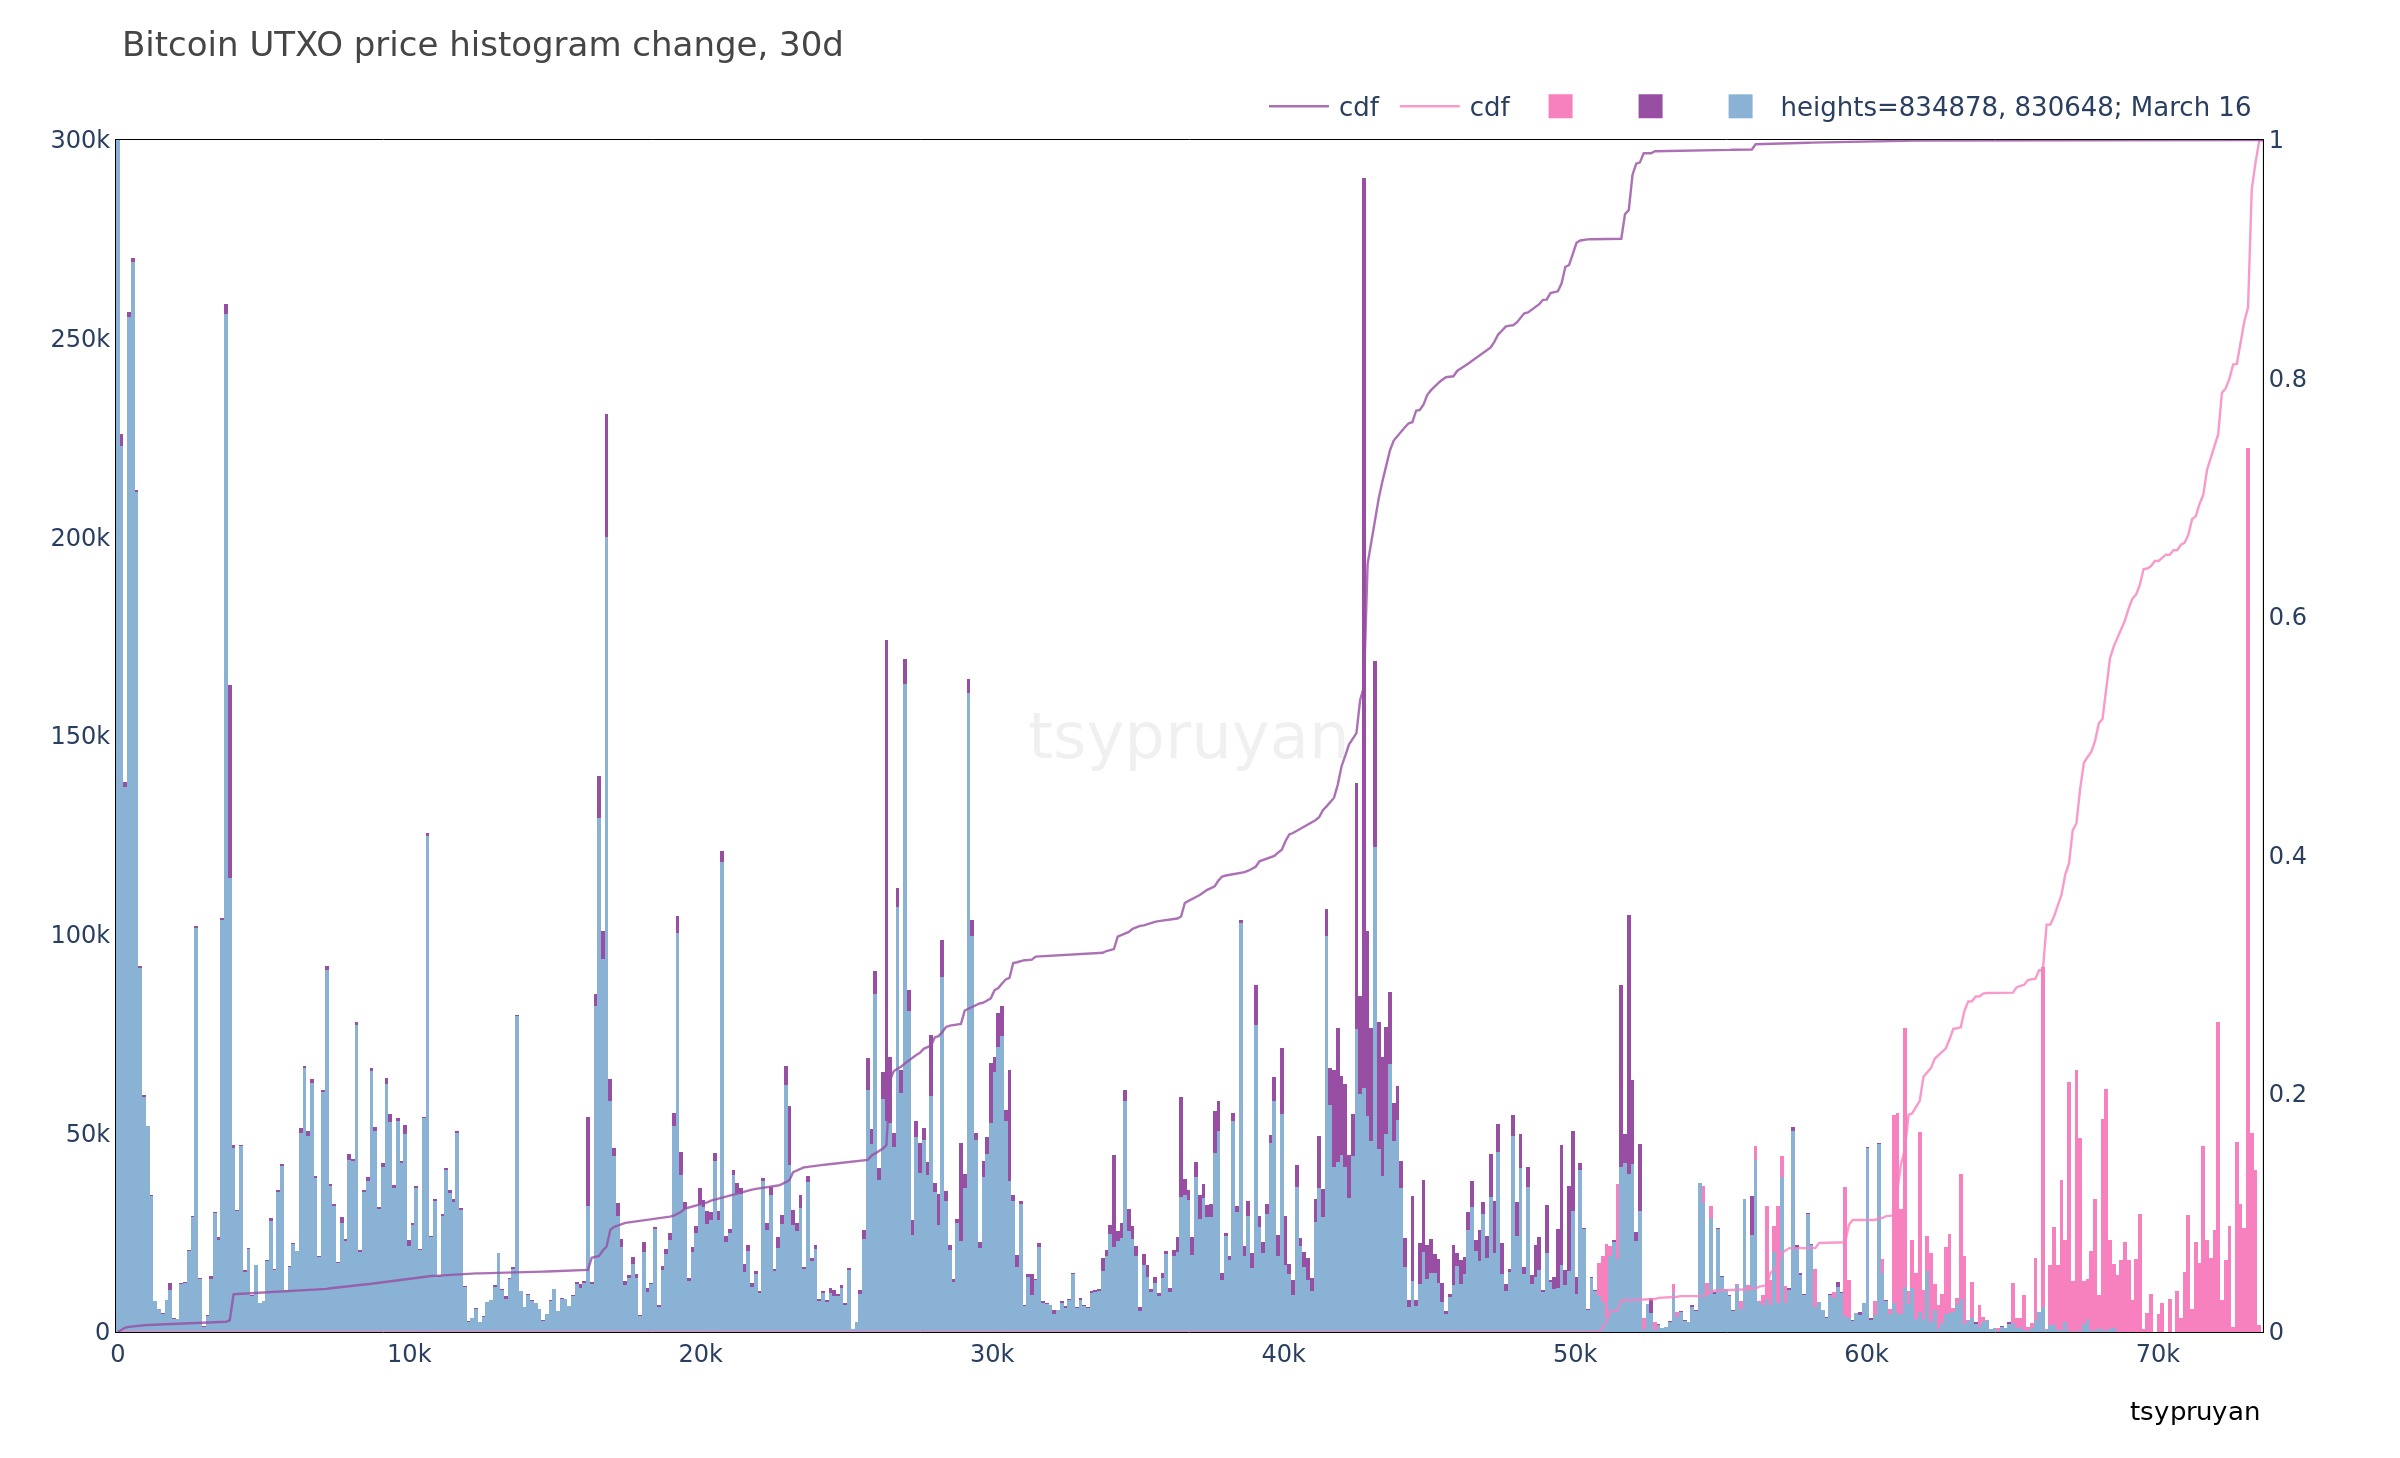 Bitcoin UTXO price histogram change, 30d
cdf cdf heights=834878, 830648; March 16
300k
250k
200k
150k
100k
50k
0
1
0.8
0.6
0.4
0.2
0
tsypruyan
0 10k 20k 30k 40k 50k 60k 70k
tsypruyan